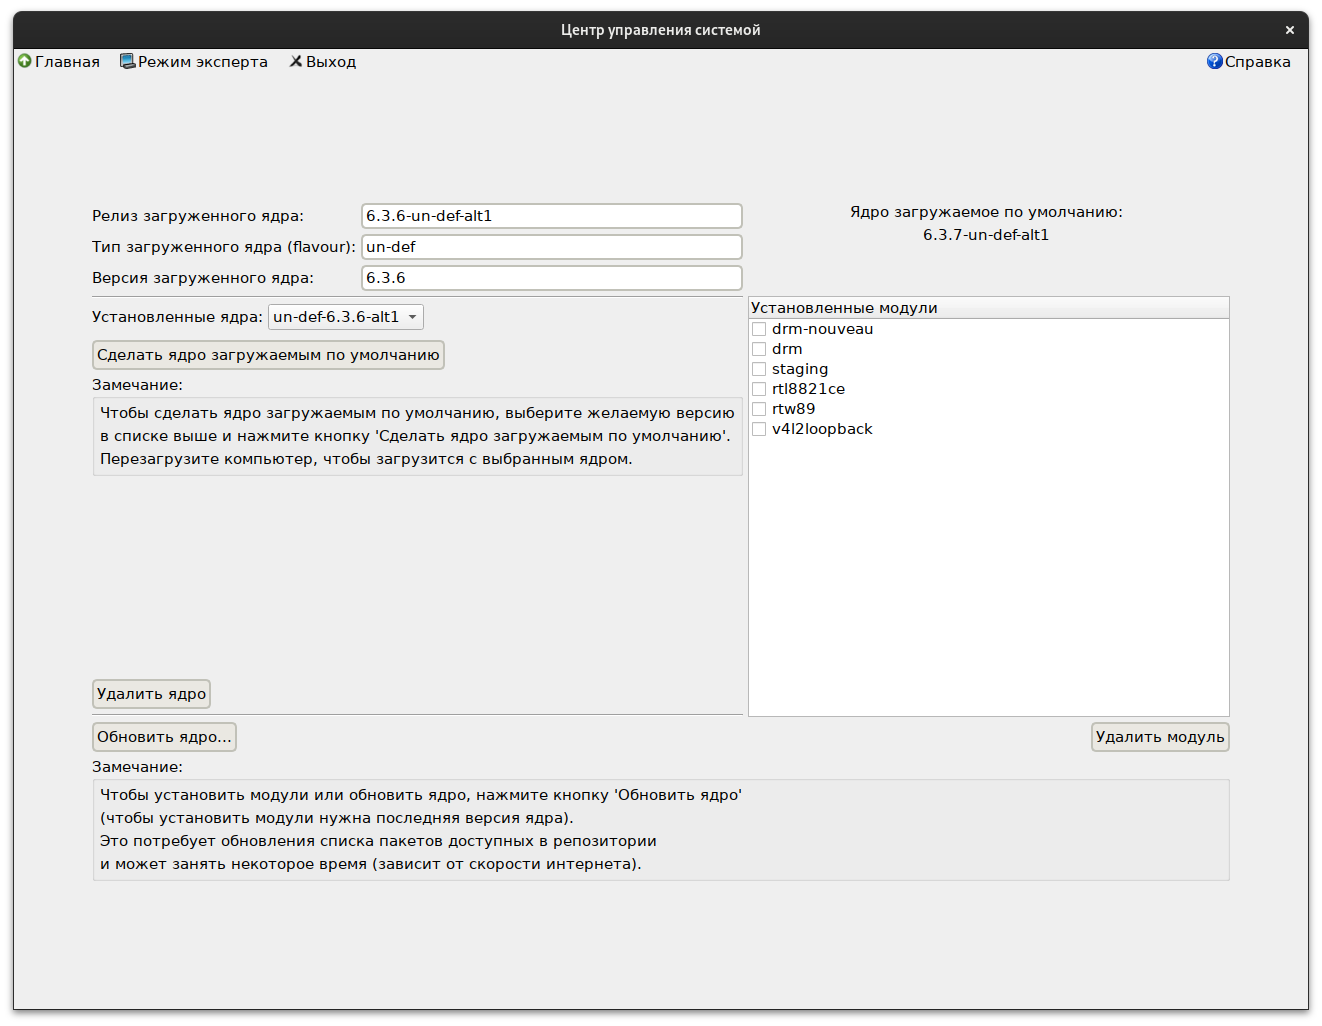 Центр управления системой
Главная Режим эксперта Выход Справка
Релиз загруженного ядра: 6.3.6-un-def-alt1
Тип загруженного ядра (flavour): un-def
Версия загруженного ядра: 6.3.6
Ядро загружаемое по умолчанию:
6.3.7-un-def-alt1
Установленные ядра: un-def-6.3.6-alt1
Сделать ядро загружаемым по умолчанию
Замечание:
Чтобы сделать ядро загружаемым по умолчанию, выберите желаемую версию
в списке выше и нажмите кнопку 'Сделать ядро загружаемым по умолчанию'.
Перезагрузите компьютер, чтобы загрузится с выбранным ядром.
Удалить ядро
Установленные модули
drm-nouveau
drm
staging
rtl8821ce
rtw89
v4l2loopback
Обновить ядро...
Удалить модуль
Замечание:
Чтобы установить модули или обновить ядро, нажмите кнопку 'Обновить ядро'
(чтобы установить модули нужна последняя версия ядра).
Это потребует обновления списка пакетов доступных в репозитории
и может занять некоторое время (зависит от скорости интернета).